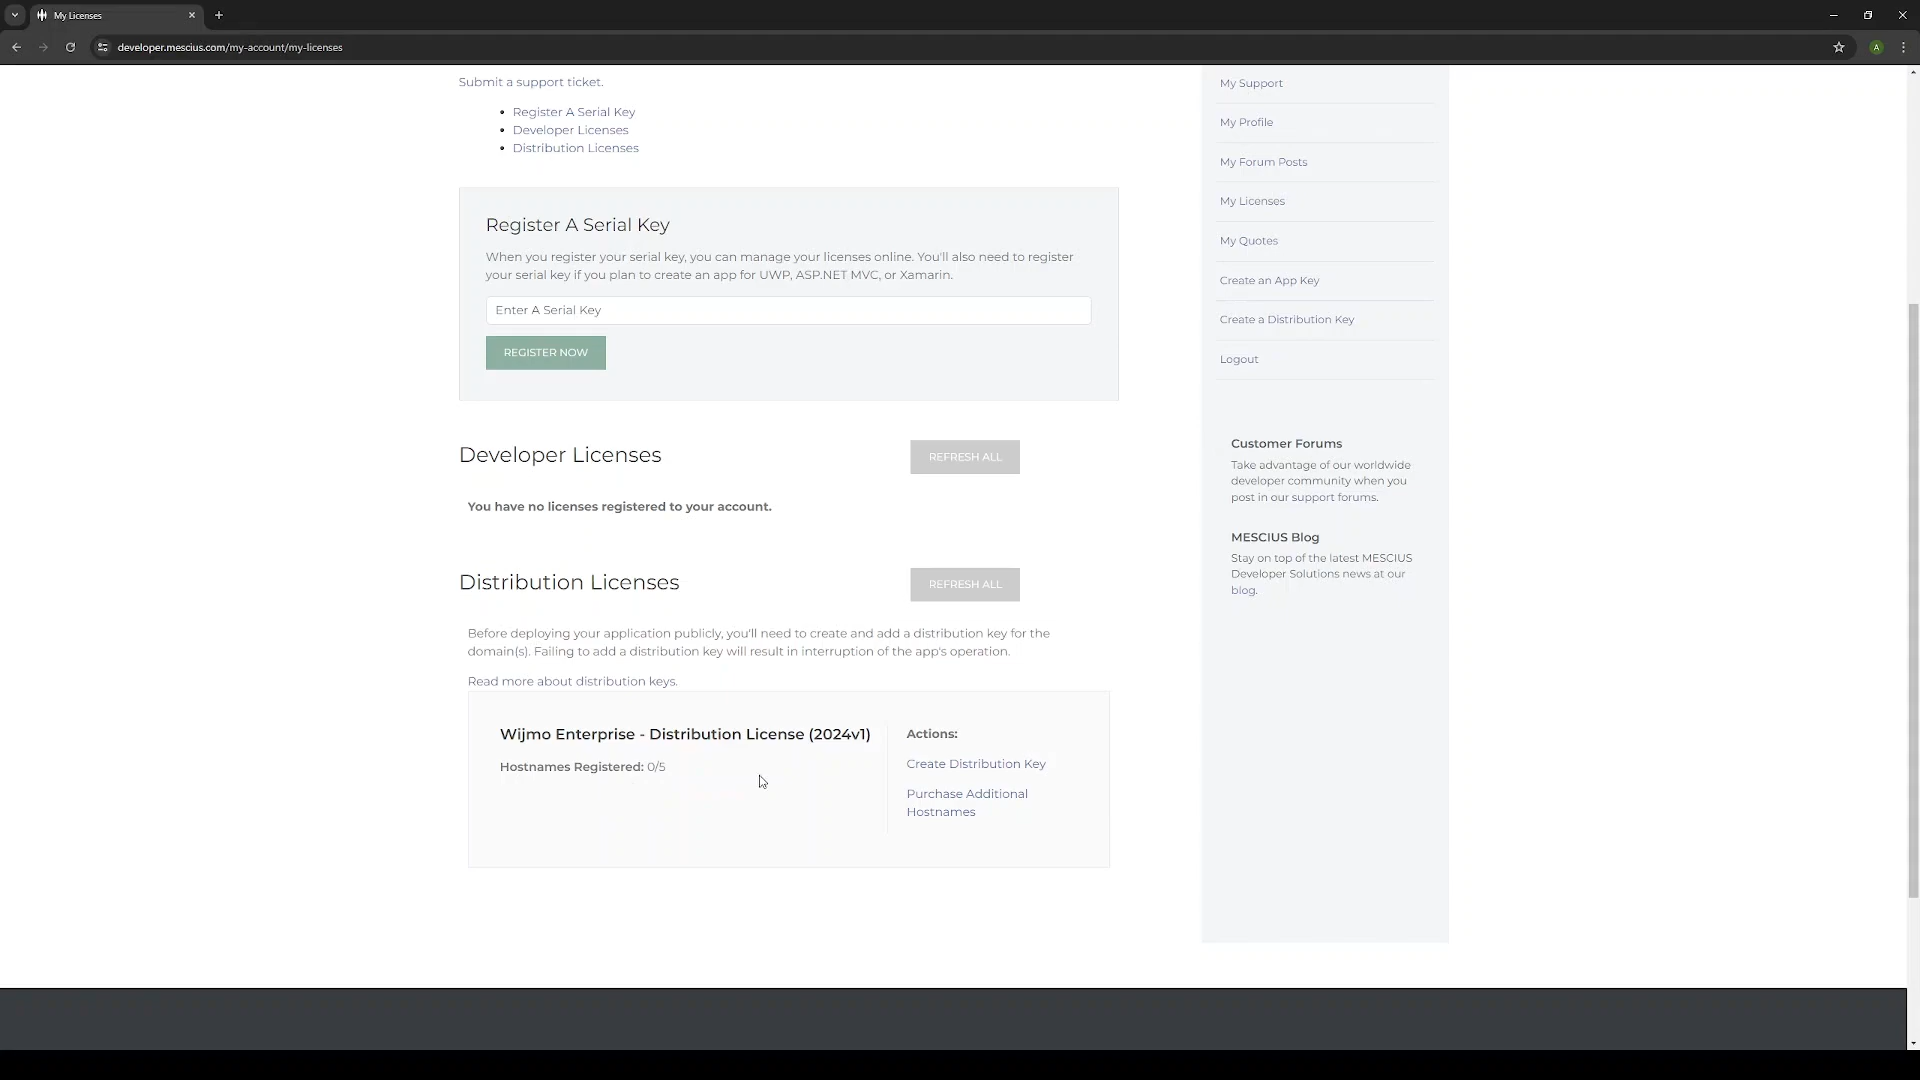 My Licenses
developer.mescius.com/my-account/my-licenses
A
Submit a support ticket.
Register A Serial Key
Developer Licenses
Distribution Licenses
Register A Serial Key
When you register your serial key, you can manage your licenses online. You'll also need to register
your serial key if you plan to create an app for UWP, ASP.NET MVC, or Xamarin.
Enter A Serial Key
REGISTER NOW
Developer Licenses
REFRESH ALL
You have no licenses registered to your account.
Distribution Licenses
REFRESH ALL
Before deploying your application publicly, you'll need to create and add a distribution key for the
domain(s). Failing to add a distribution key will result in interruption of the app's operation.
Read more about distribution keys.
Wijmo Enterprise - Distribution License (2024v1)
Hostnames Registered: 0/5
Actions:
Create Distribution Key
Purchase Additional
Hostnames
My Support
My Profile
My Forum Posts
My Licenses
My Quotes
Create an App Key
Create a Distribution Key
Logout
Customer Forums
Take advantage of our worldwide
developer community when you
post in our support forums.
MESCIUS Blog
Stay on top of the latest MESCIUS
Developer Solutions news at our
blog.